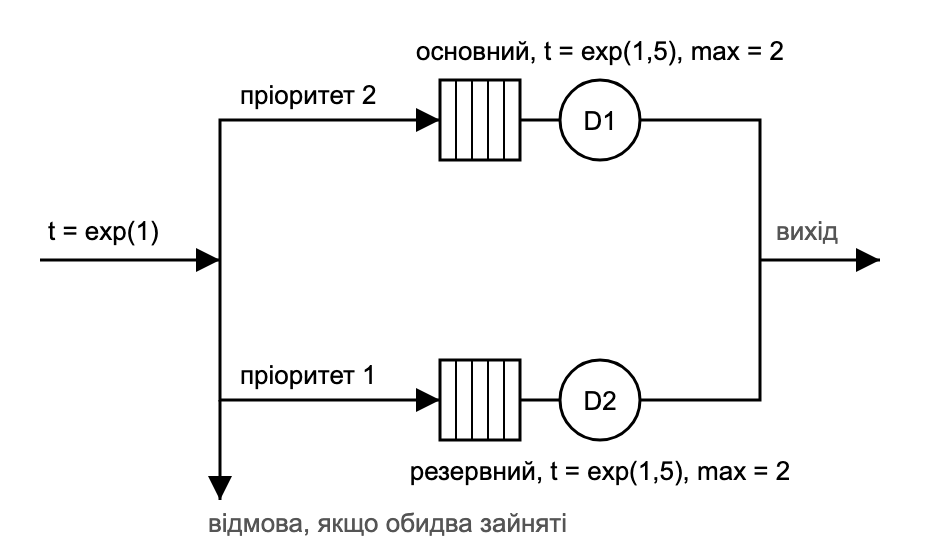 основний, t = exp(1,5), max = 2
пріоритет 2
D1
t = exp(1)
вихід
пріоритет 1
D2
резервний, t = exp(1,5), max = 2
відмова, якщо обидва зайняті